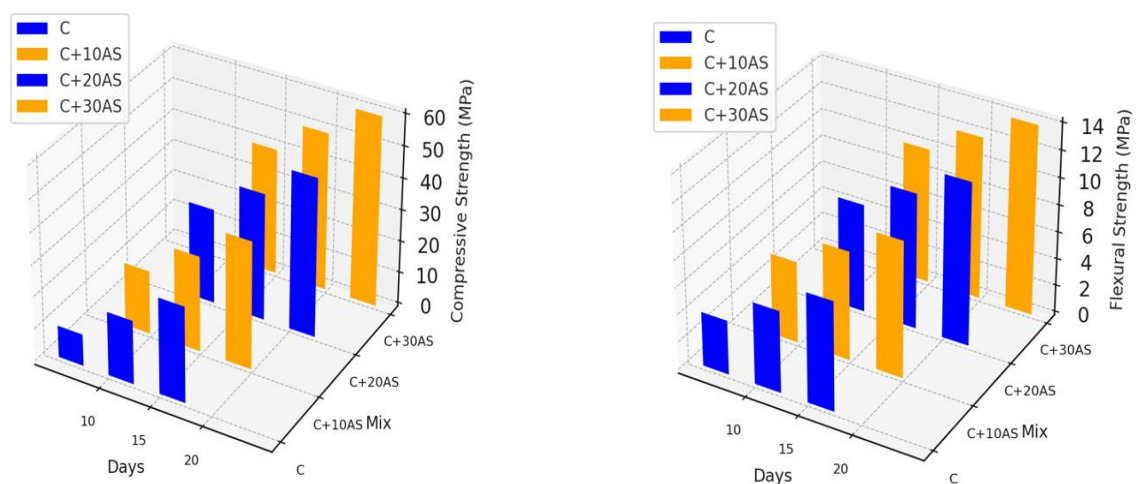 C
C+10AS
C+20AS
C+30AS
Compressive Strength (MPa)
60
50
40
30
20
10
0
C+30AS
C+20AS
C+10AS Mix
C
10
15
20
Days
C
C+10AS
C+20AS
C+30AS
Flexural Strength (MPa)
14
12
10
8
6
4
2
0
C+30AS
C+20AS
C+10AS Mix
C
10
15
20
Days